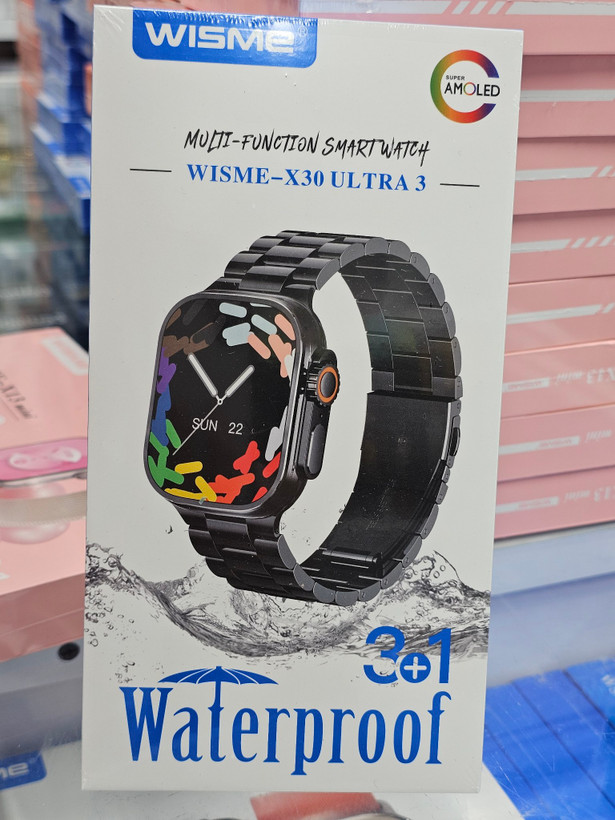 WISME
SUPER
AMOLED
MULTI-FUNCTION SMARTWATCH
WISME-X30 ULTRA 3
SUN 22
3+1
Waterproof